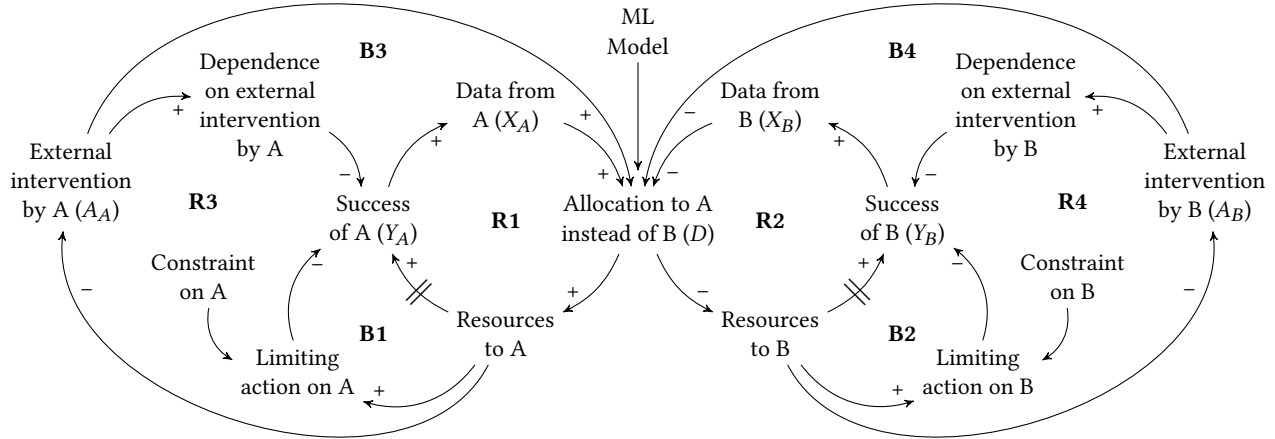 ML
Model
B3
B4
Dependence
on external
intervention
by A
Data from
A (X_A)
Data from
B (X_B)
Dependence
on external
intervention
by B
+
+
+
+
+
+
−
−
−
−
External
intervention
by A (A_A)
R3
Success
of A (Y_A)
R1
Allocation to A
instead of B (D)
R2
Success
of B (Y_B)
R4
External
intervention
by B (A_B)
−
+
+
−
−
+
−
−
Constraint
on A
Constraint
on B
B1
Resources
to A
Resources
to B
B2
Limiting
action on A
Limiting
action on B
+
+